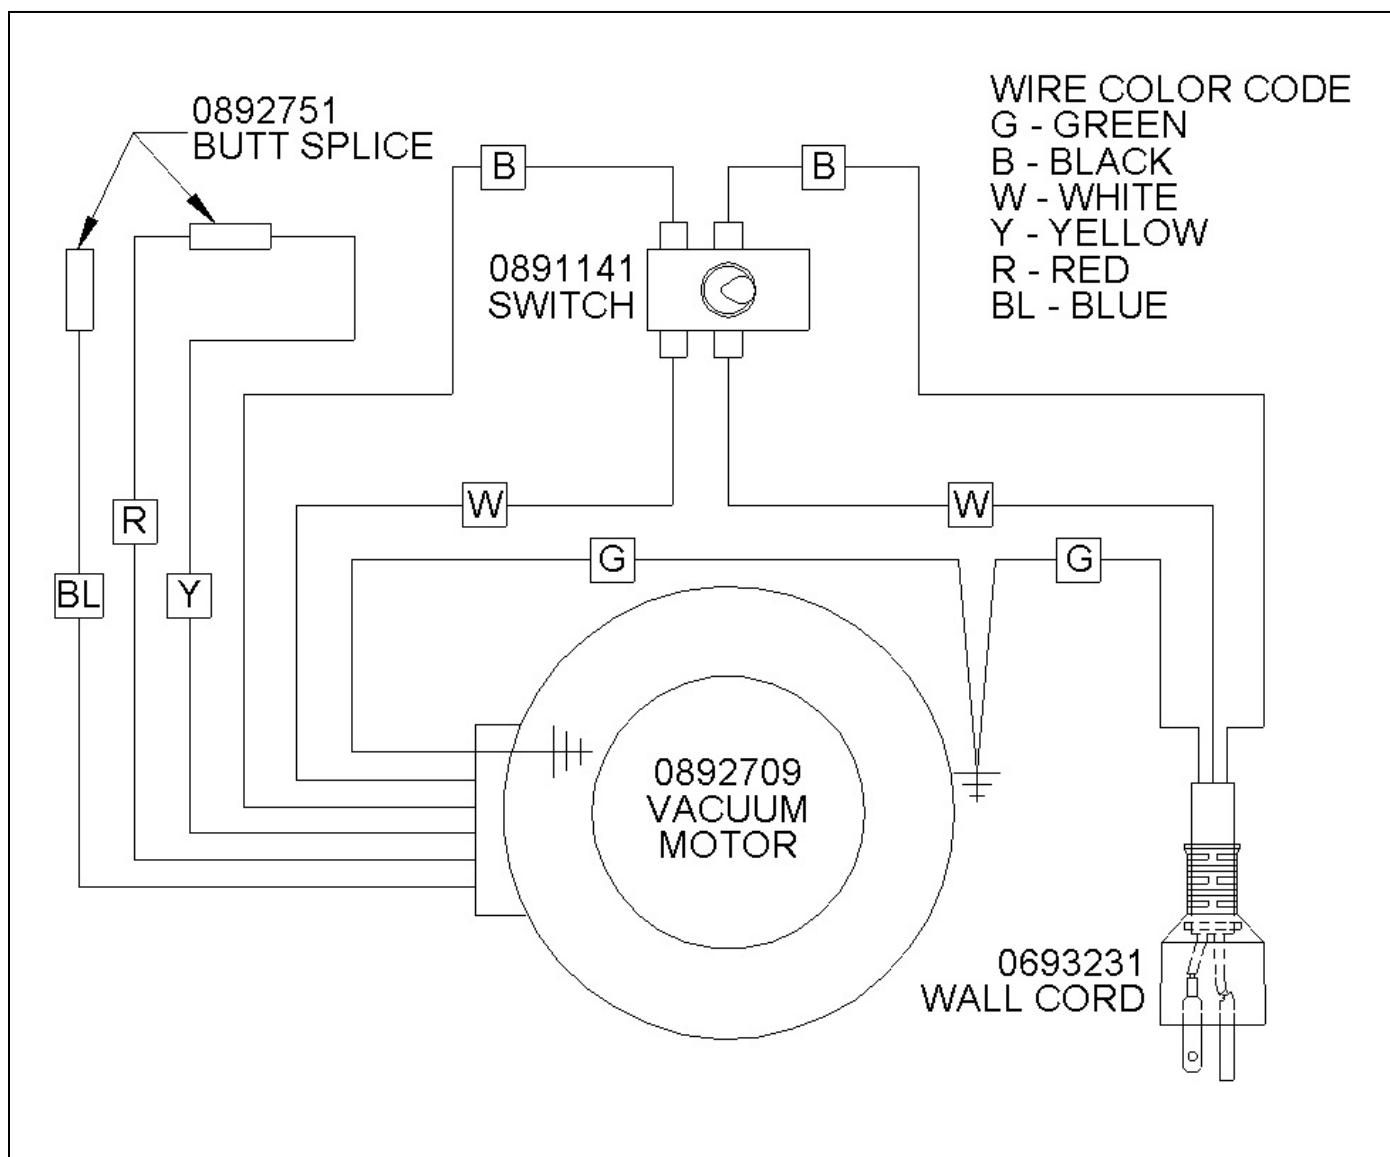 0892751
BUTT SPLICE
B
B
WIRE COLOR CODE
G - GREEN
B - BLACK
W - WHITE
Y - YELLOW
R - RED
BL - BLUE
0891141
SWITCH
W
W
R
G
G
BL
Y
0892709
VACUUM
MOTOR
0693231
WALL CORD